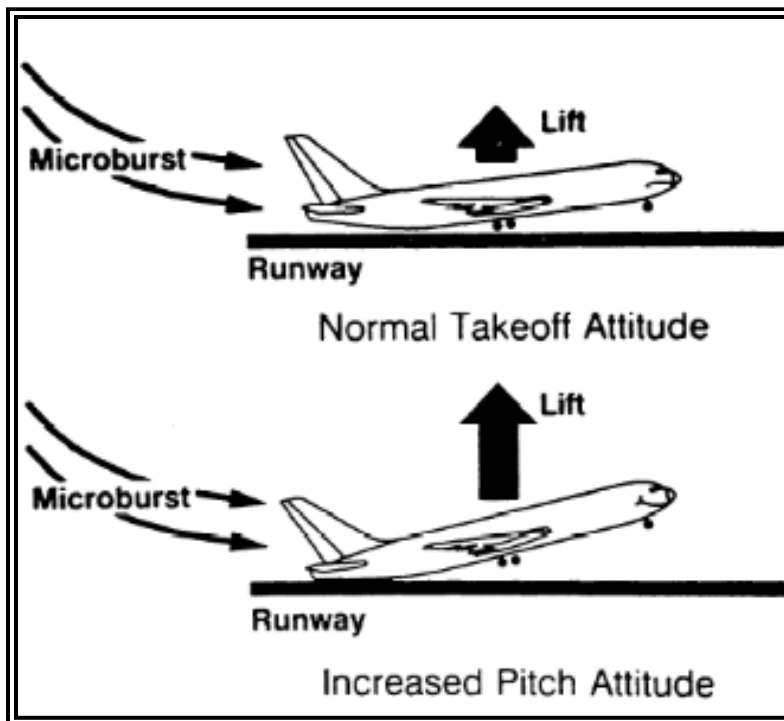 Lift
Microburst
Runway
Normal Takeoff Attitude
Lift
Microburst
Runway
Increased Pitch Attitude